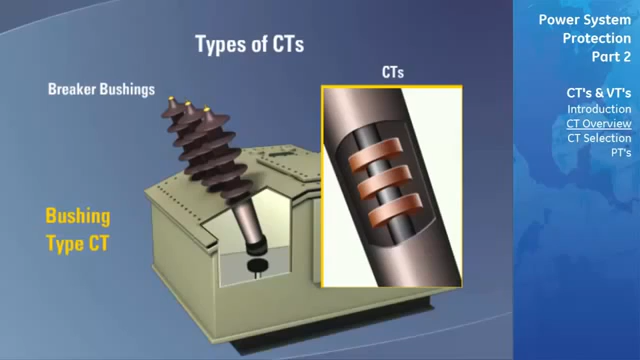 Types of CTs
Breaker Bushings
CTs
Bushing
Type CT
Power System
Protection
Part 2
CT's & VT's
Introduction
CT Overview
CT Selection
PT's